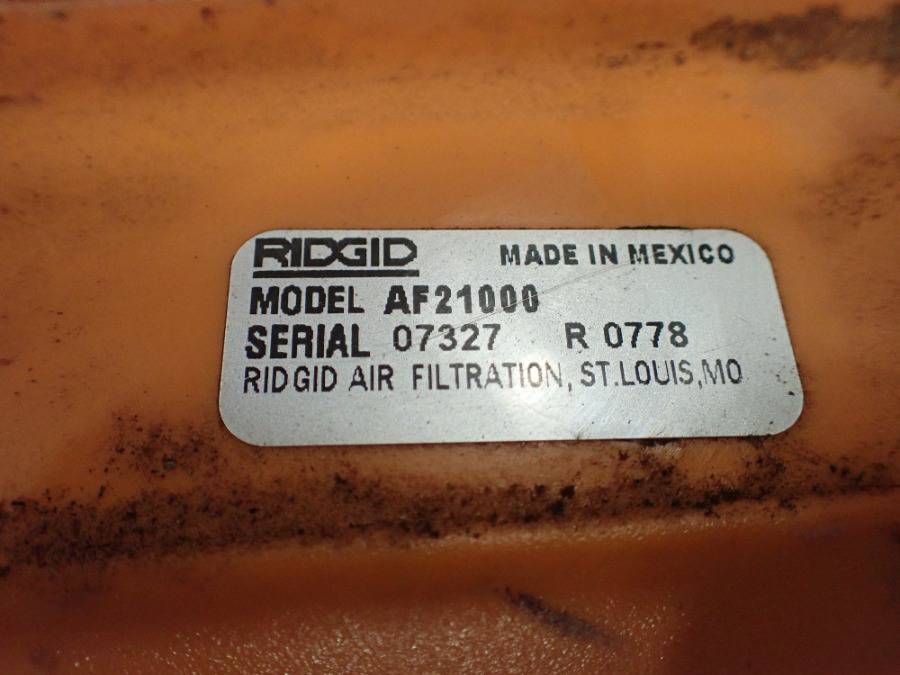 RIDGID MADE IN MEXICO
MODEL AF21000
SERIAL 07327 R 0778
RIDGID AIR FILTRATION, ST.LOUIS,MO